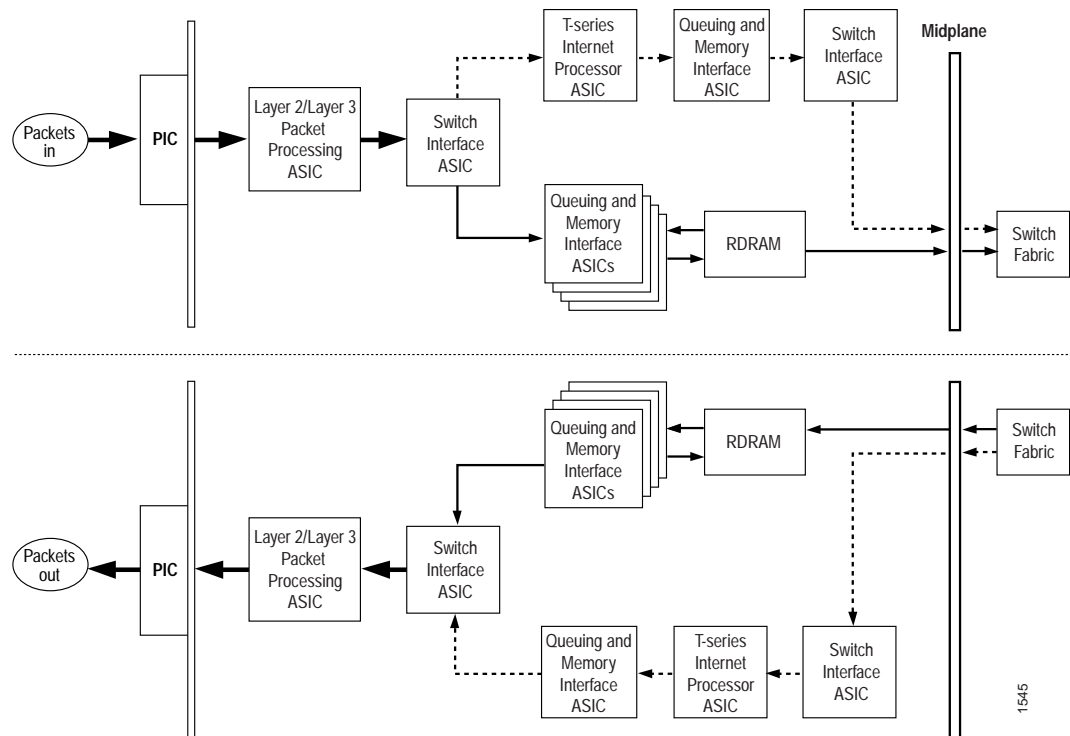 T-series
Internet
Processor
ASIC
Queuing and
Memory
Interface
ASIC
Switch
Interface
ASIC
Midplane
Packets
in
PIC
Layer 2/Layer 3
Packet
Processing
ASIC
Switch
Interface
ASIC
Queuing and
Memory
Interface
ASICs
RDRAM
Switch
Fabric
Queuing and
Memory
Interface
ASICs
RDRAM
Switch
Fabric
Packets
out
PIC
Layer 2/Layer 3
Packet
Processing
ASIC
Switch
Interface
ASIC
Queuing and
Memory
Interface
ASIC
T-series
Internet
Processor
ASIC
Switch
Interface
ASIC
1545